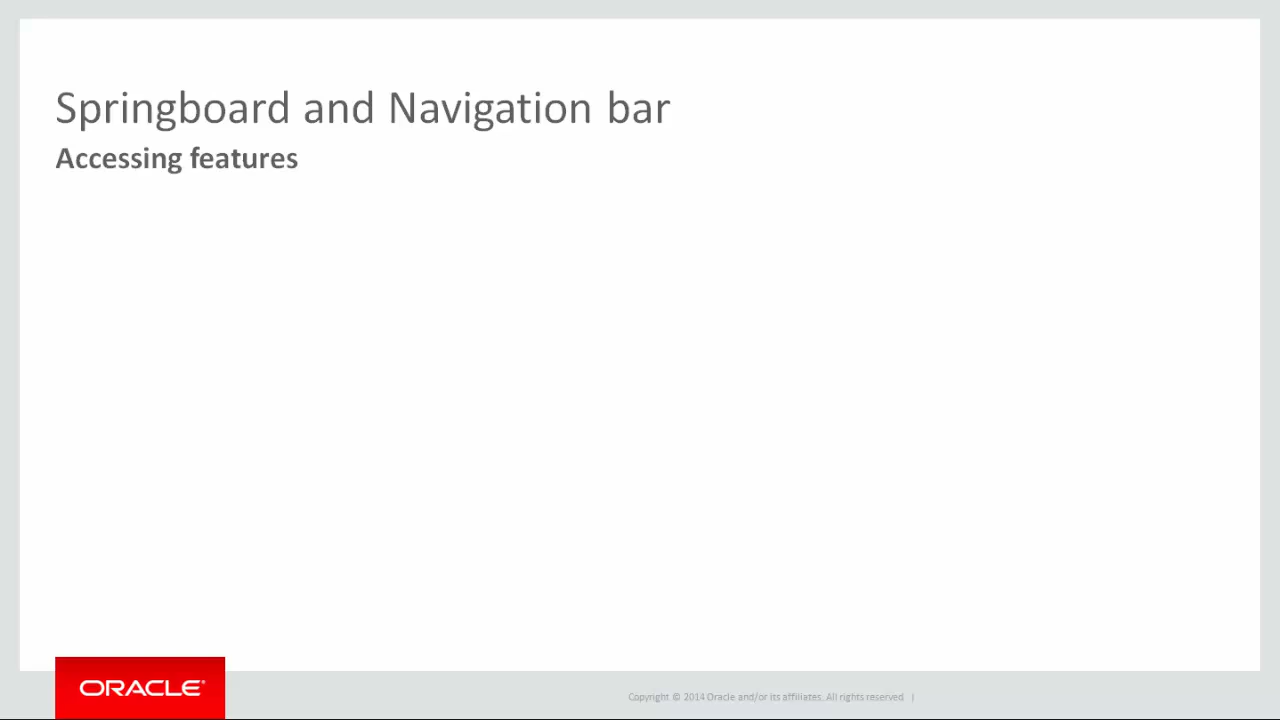 Springboard and Navigation bar
Accessing features
ORACLE®
Copyright © 2014 Oracle and/or its affiliates. All rights reserved |